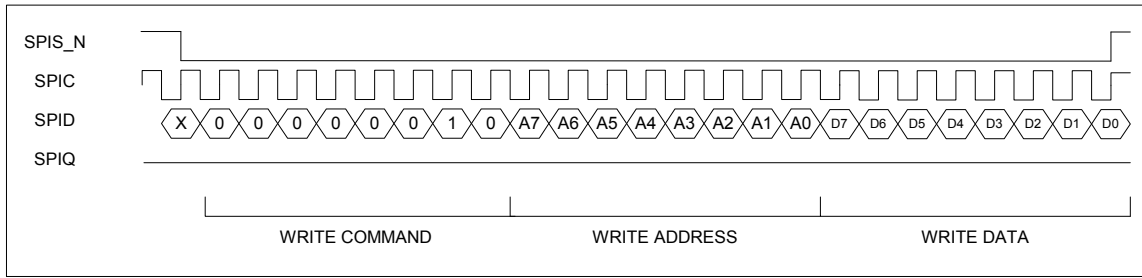 SPIS_N
SPIC
SPID X 0 0 0 0 0 0 1 0 A7 A6 A5 A4 A3 A2 A1 A0 D7 D6 D5 D4 D3 D2 D1 D0
SPIQ
WRITE COMMAND WRITE ADDRESS WRITE DATA